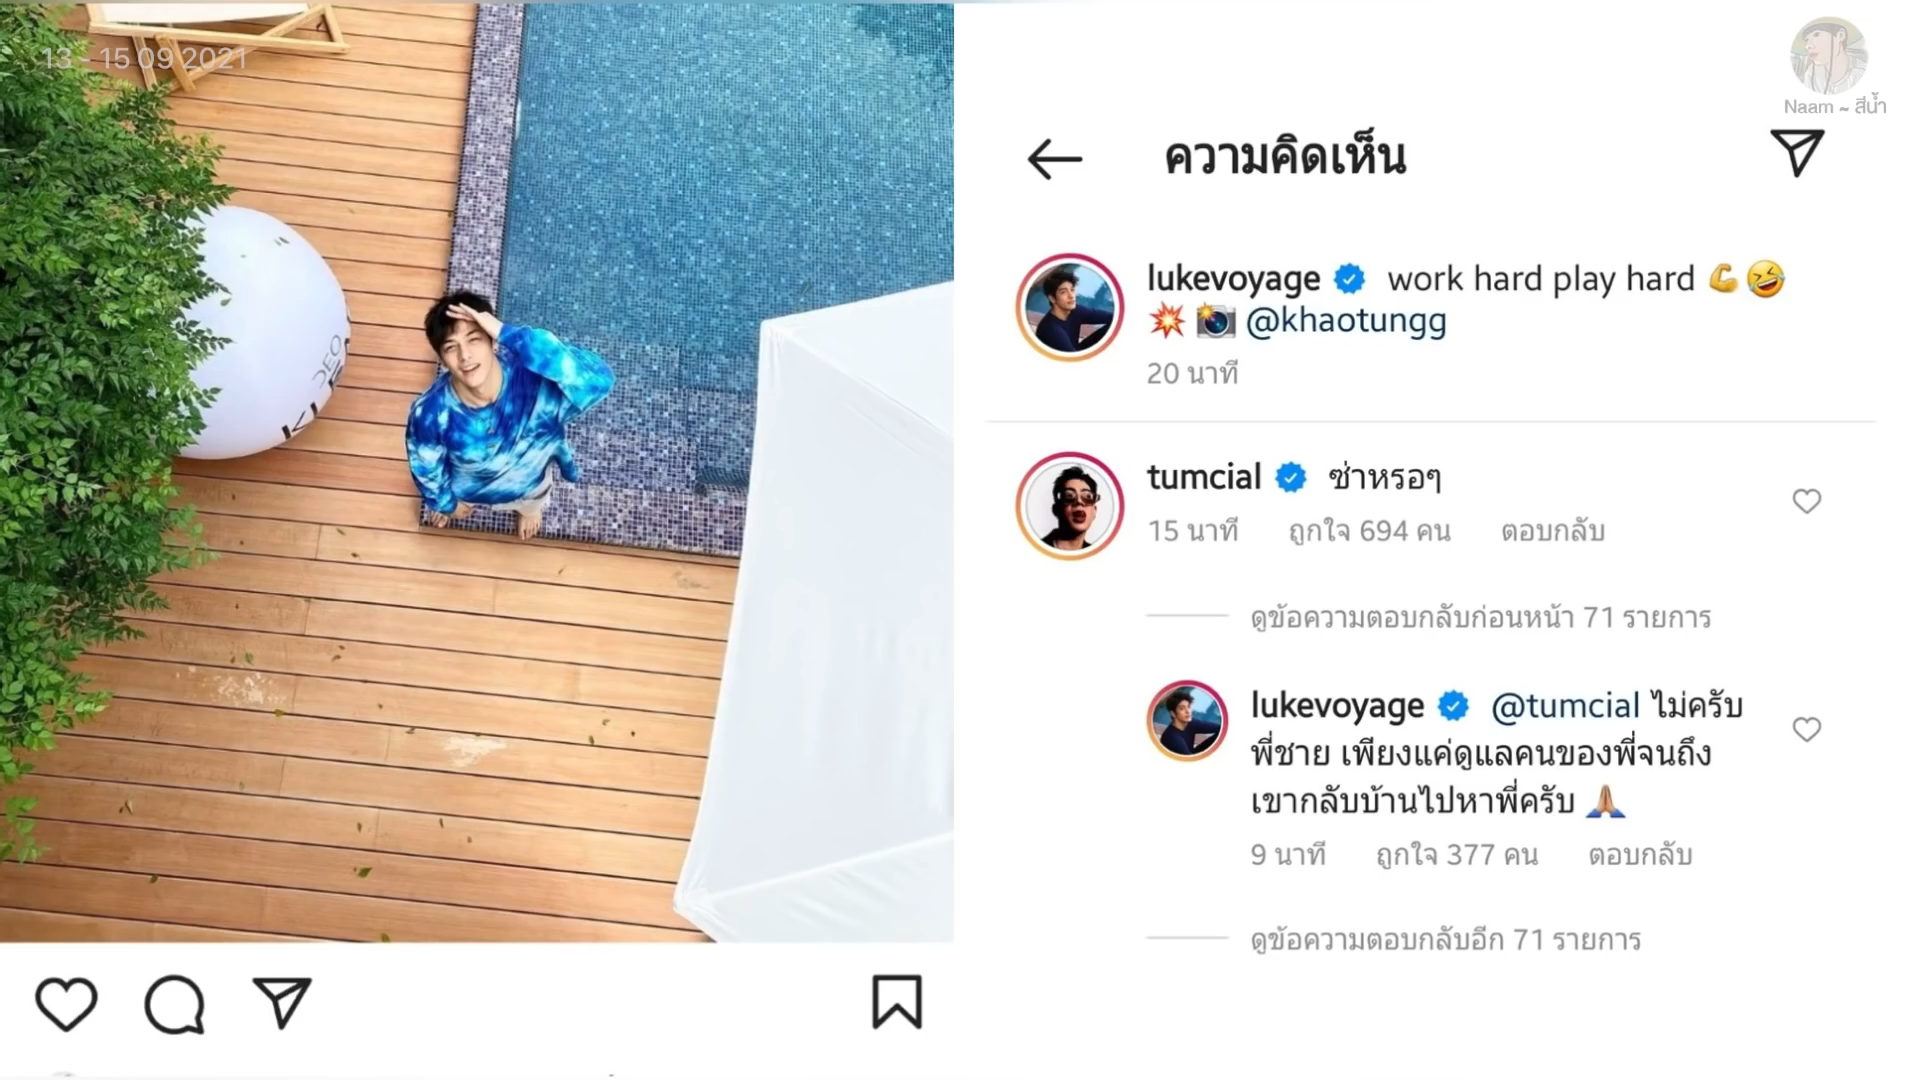 13 - 15 09 2021
Naam ~ สีน้ำ
ความคิดเห็น
lukevoyage work hard play hard 💪🤣
💥 📸 @khaotungg
20 นาที
tumcial ซ่าหรอๆ
15 นาที ถูกใจ 694 คน ตอบกลับ
ดูข้อความตอบกลับก่อนหน้า 71 รายการ
lukevoyage @tumcial ไม่ครับ
พี่ชาย เพียงแค่ดูแลคนของพี่จนถึง
เขากลับบ้านไปหาพี่ครับ 🙏🏽
9 นาที ถูกใจ 377 คน ตอบกลับ
ดูข้อความตอบกลับอีก 71 รายการ